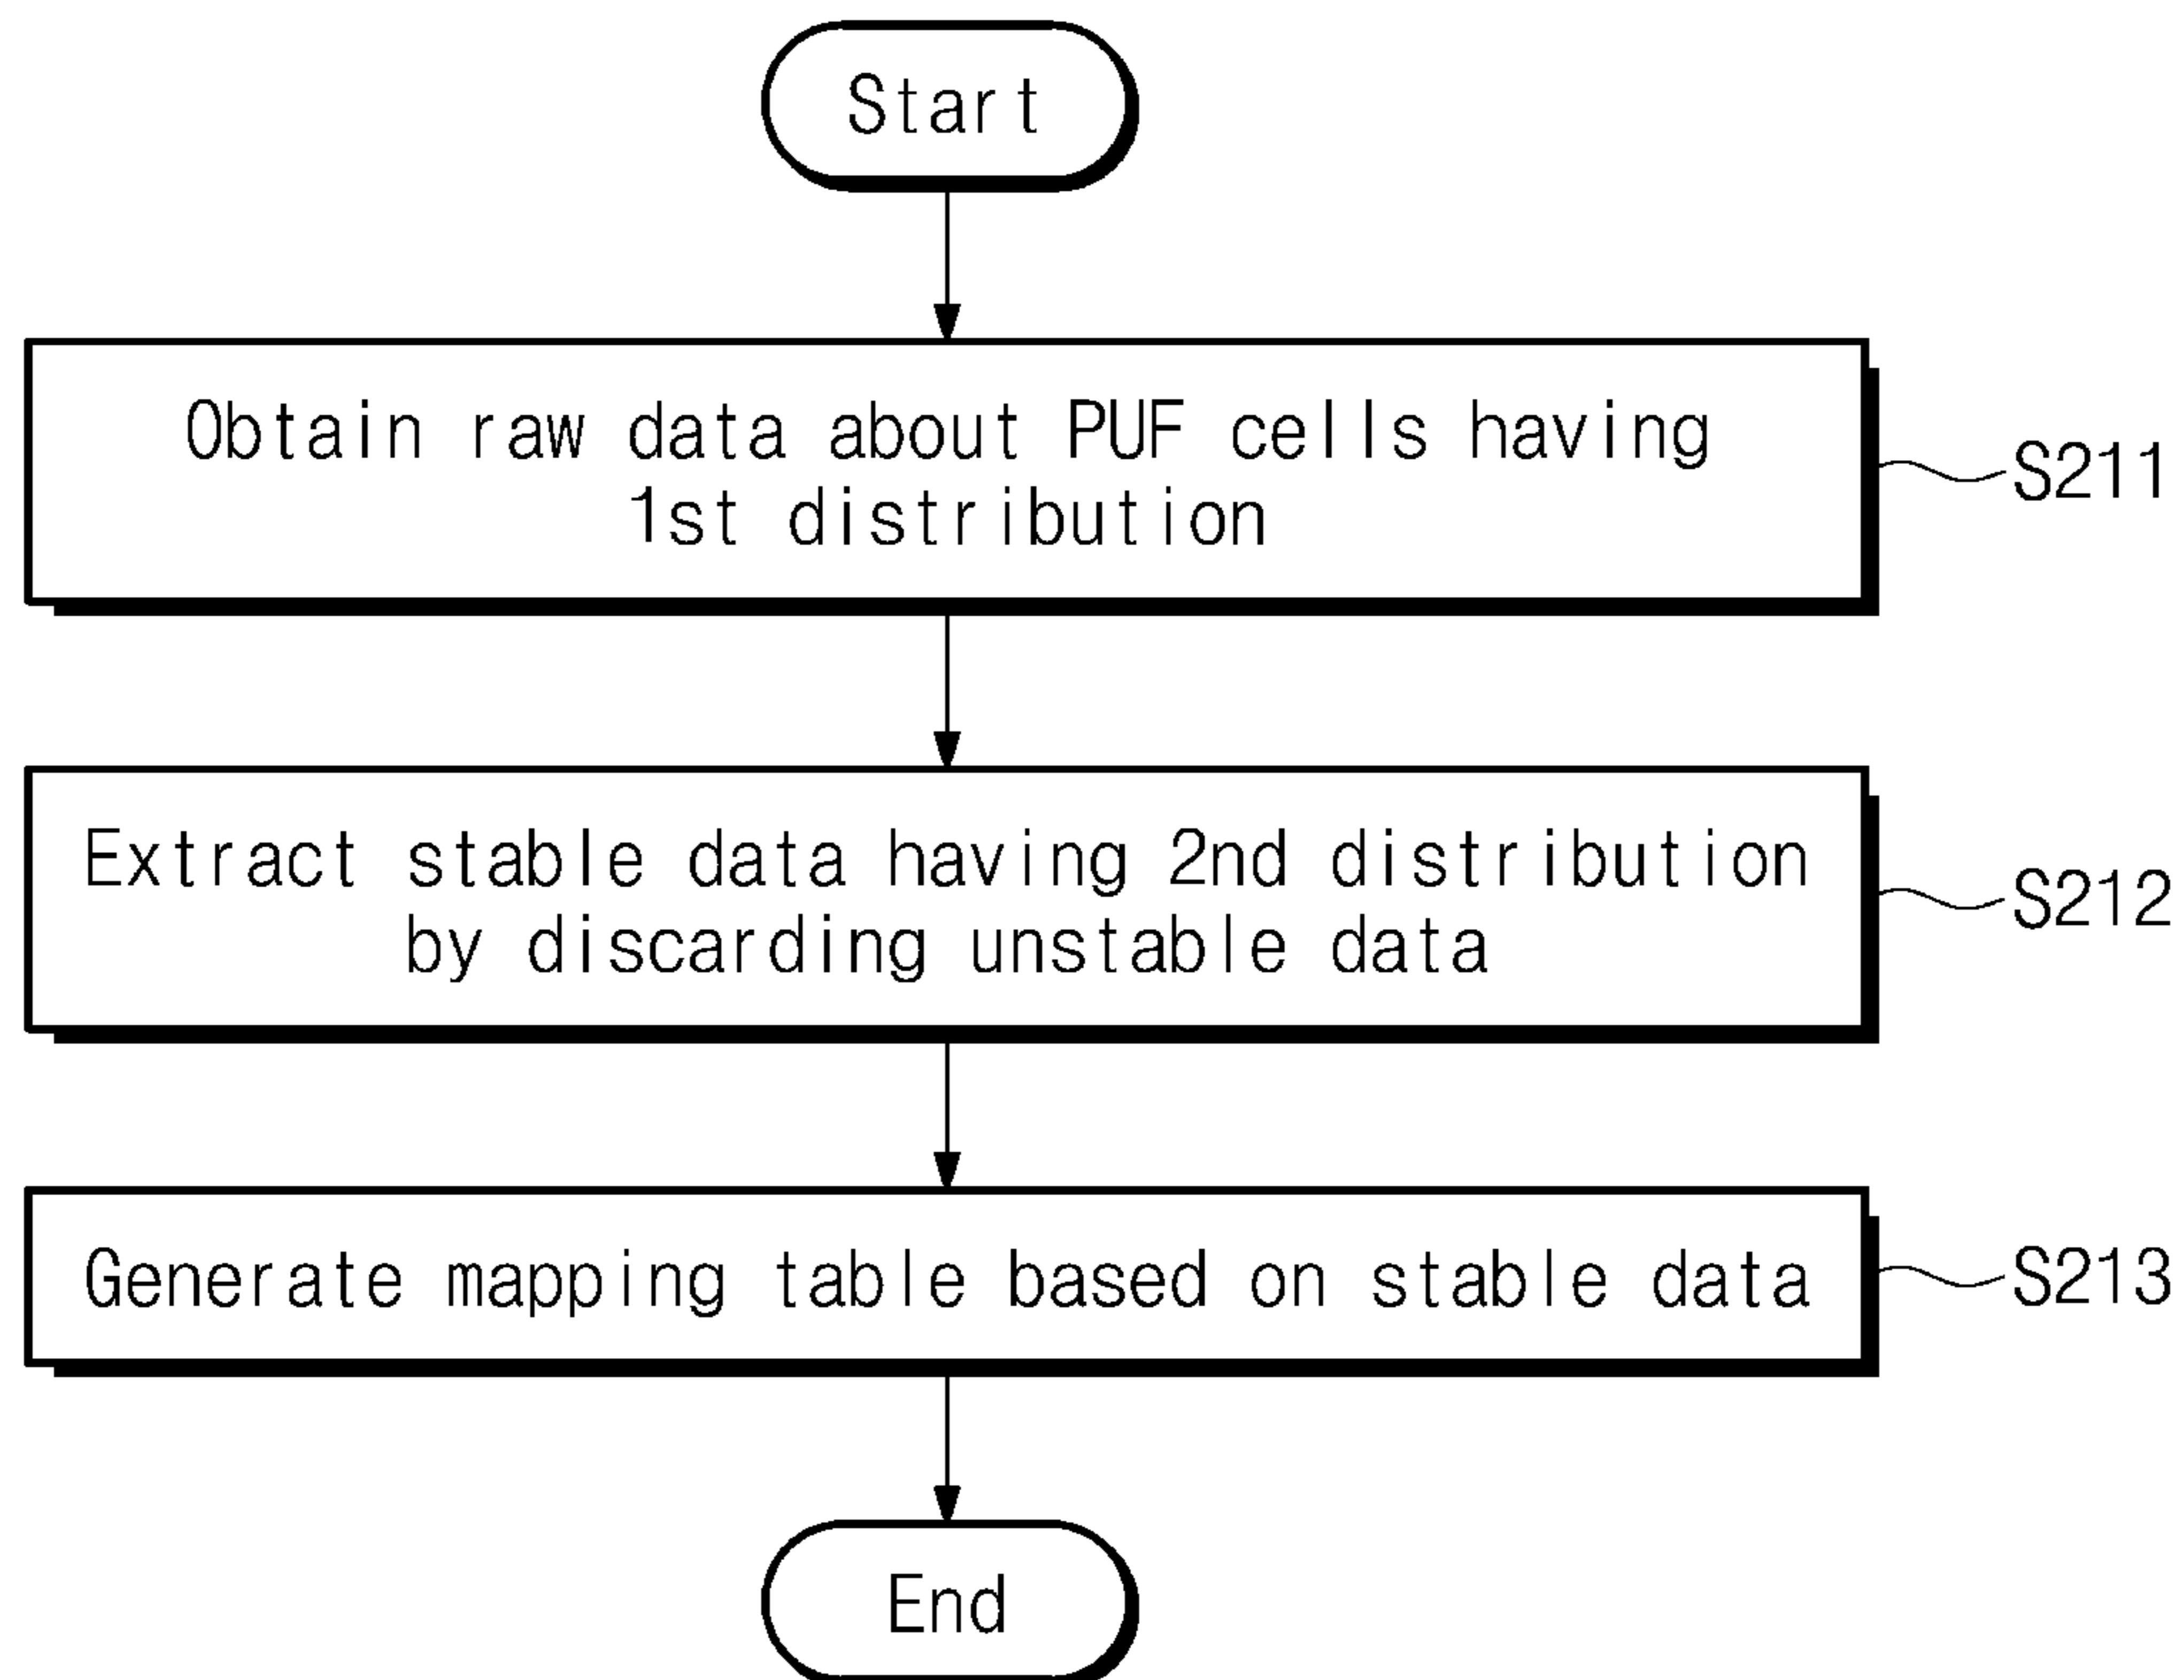 Start
Obtain raw data about PUF cells having
1st distribution
S211
Extract stable data having 2nd distribution
by discarding unstable data
S212
Generate mapping table based on stable data
S213
End